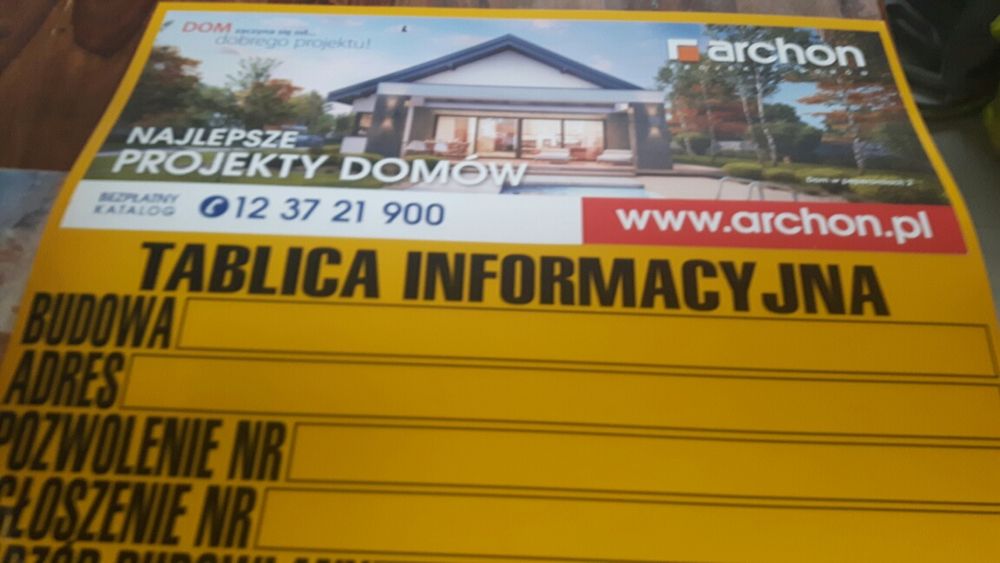 DOM zaczyna się od...
dobrego projektu!
archon
NAJLEPSZE
PROJEKTY DOMÓW
BEZPŁATNY
KATALOG
12 37 21 900
www.archon.pl
TABLICA INFORMACYJNA
BUDOWA
ADRES
POZWOLENIE NR
GŁOSZENIE NR